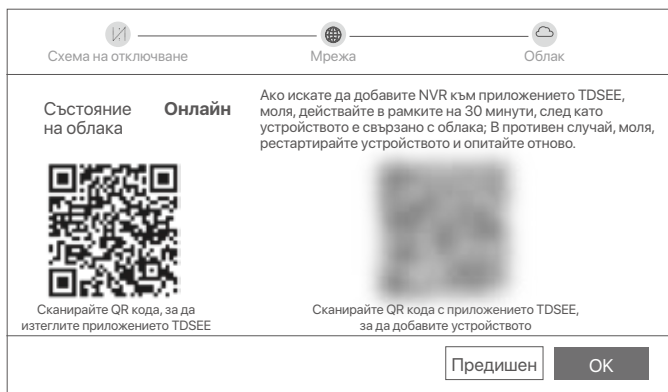 Схема на отключване
Мрежа
Облак
Състояние
на облака
Онлайн
Ако искате да добавите NVR към приложението TDSEE,
моля, действайте в рамките на 30 минути, след като
устройството е свързано с облака; В противен случай, моля,
рестартирайте устройството и опитайте отново.
Сканирайте QR кода, за да
изтеглите приложението TDSEE
Сканирайте QR кода с приложението TDSEE,
за да добавите устройството
Предишен
OK